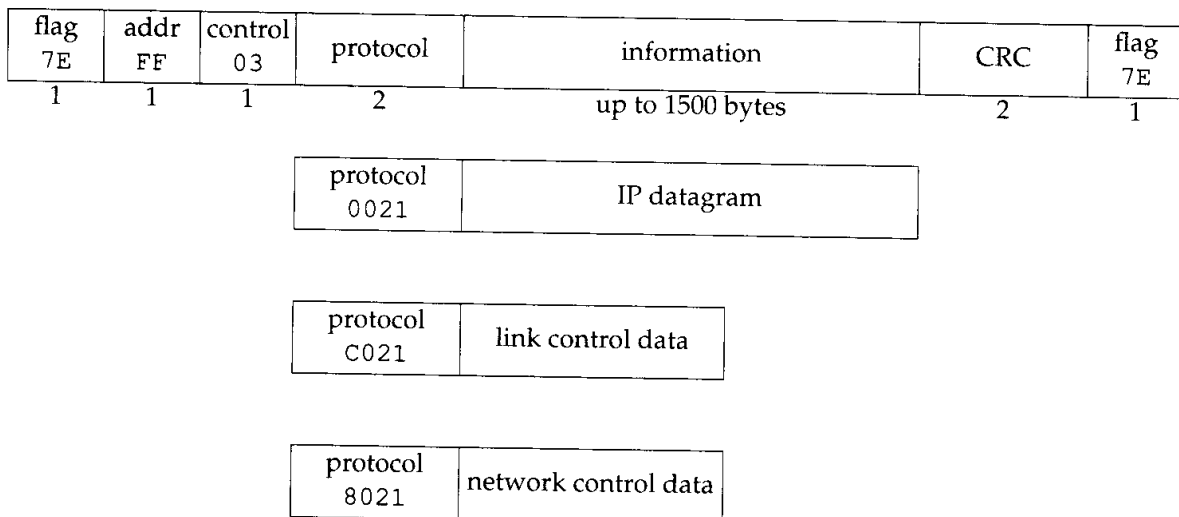 flag addr control protocol information CRC flag
7E FF 03 7E
1 1 1 2 up to 1500 bytes 2 1
protocol IP datagram
0021
protocol link control data
C021
protocol network control data
8021